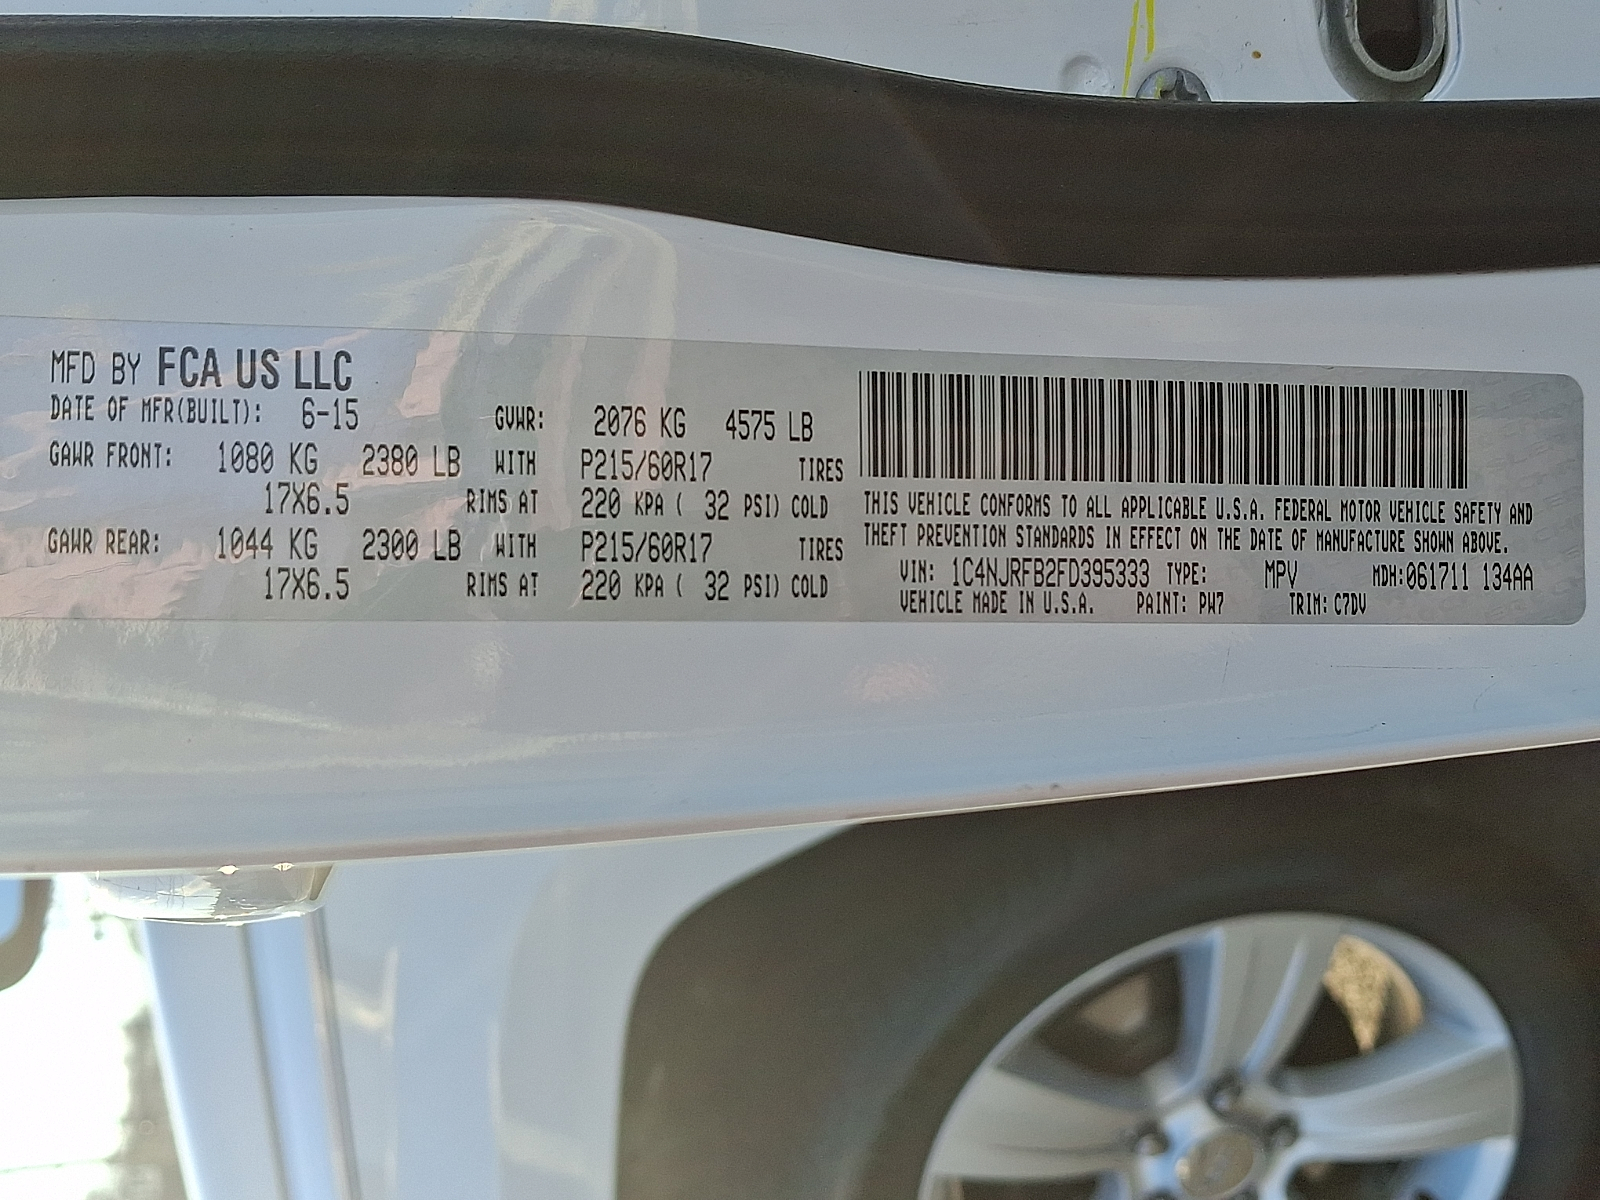 MFD BY FCA US LLC
DATE OF MFR(BUILT): 6-15 GVWR: 2076 KG 4575 LB
GAWR FRONT: 1080 KG 2380 LB WITH P215/60R17 TIRES
17X6.5 RIMS AT 220 KPA ( 32 PSI) COLD
GAWR REAR: 1044 KG 2300 LB WITH P215/60R17 TIRES
17X6.5 RIMS AT 220 KPA ( 32 PSI) COLD
THIS VEHICLE CONFORMS TO ALL APPLICABLE U.S.A. FEDERAL MOTOR VEHICLE SAFETY AND
THEFT PREVENTION STANDARDS IN EFFECT ON THE DATE OF MANUFACTURE SHOWN ABOVE.
VIN: 1C4NJRFB2FD395333 TYPE: MPV MDH:061711 134AA
VEHICLE MADE IN U.S.A. PAINT: PW7 TRIM: C7DV